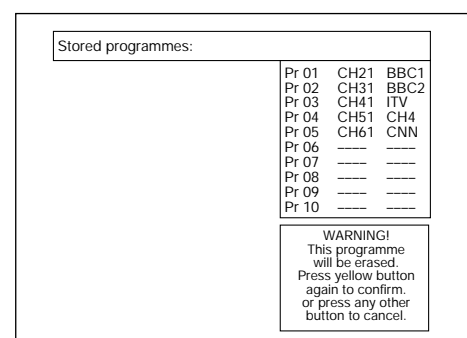 Stored programmes:
Pr 01 CH21 BBC1
Pr 02 CH31 BBC2
Pr 03 CH41 ITV
Pr 04 CH51 CH4
Pr 05 CH61 CNN
Pr 06 ---- ----
Pr 07 ---- ----
Pr 08 ---- ----
Pr 09 ---- ----
Pr 10 ---- ----
WARNING!
This programme
will be erased.
Press yellow button
again to confirm.
or press any other
button to cancel.